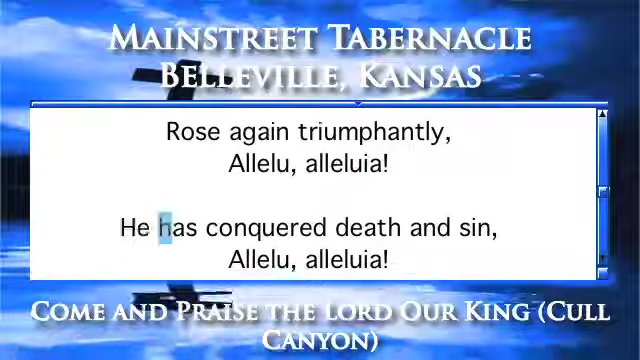 MAINSTREET TABERNACLE
BELLEVILLE, KANSAS
Rose again triumphantly,
Allelu, alleluia!
He has conquered death and sin,
Allelu, alleluia!
COME AND PRAISE THE LORD OUR KING (CULL
CANYON)